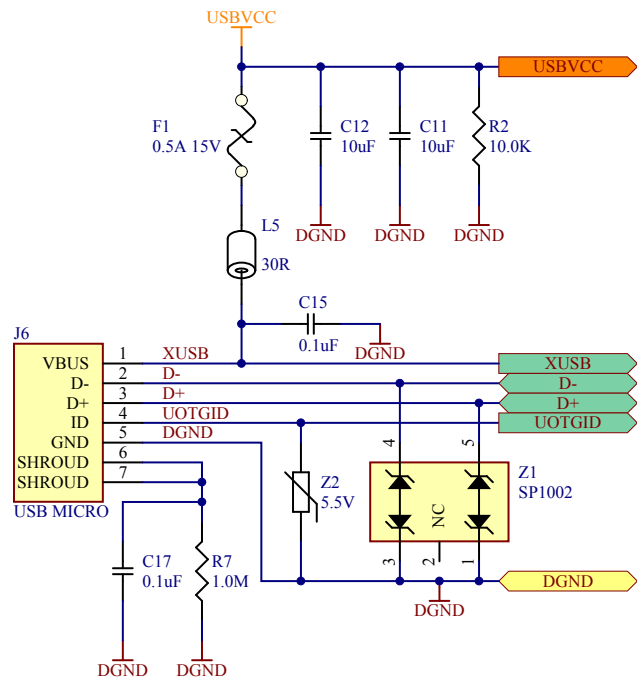 USBVCC
USBVCC
F1
0.5A 15V
C12
10uF
C11
10uF
R2
10.0K
DGND
DGND
DGND
L5
30R
C15
0.1uF
DGND
J6
VBUS 1 XUSB XUSB
D- 2 D- D-
D+ 3 D+ D+
ID 4 UOTGID UOTGID
GND 5 DGND
SHROUD 6
SHROUD 7
USB MICRO
4
5
Z1
SP1002
NC
Z2
5.5V
3
2
1
DGND
DGND
C17
0.1uF
R7
1.0M
DGND
DGND